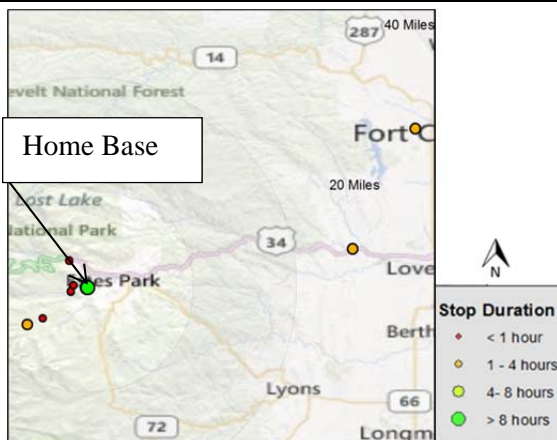 287
40 Miles
14
evelt National Forest
Fort C
Home Base
20 Miles
Lost Lake
National Park
34
es Park
Love
N
Stop Duration
< 1 hour
Berth
1 - 4 hours
4- 8 hours
Lyons
66
> 8 hours
72
Longm